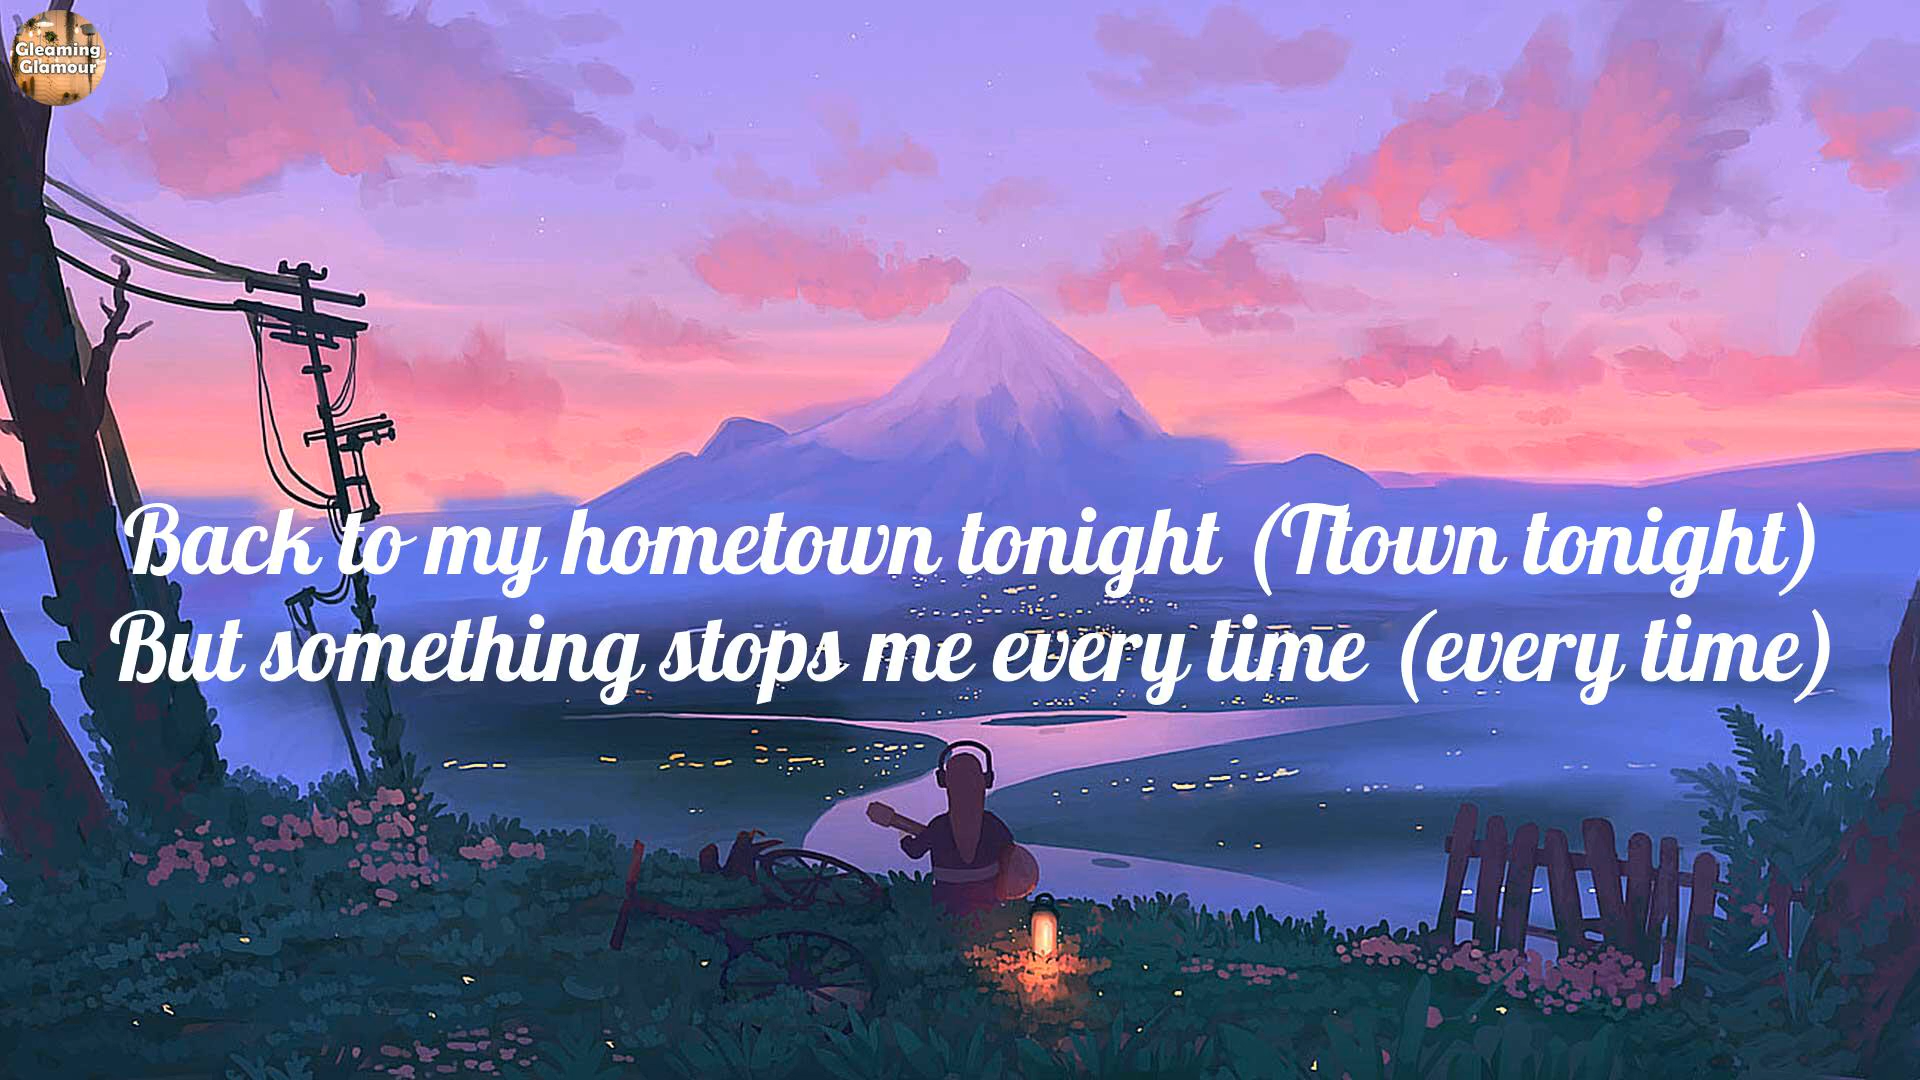 Gleaming
Glamour
Back to my hometown tonight (Ttown tonight)
But something stops me every time (every time)